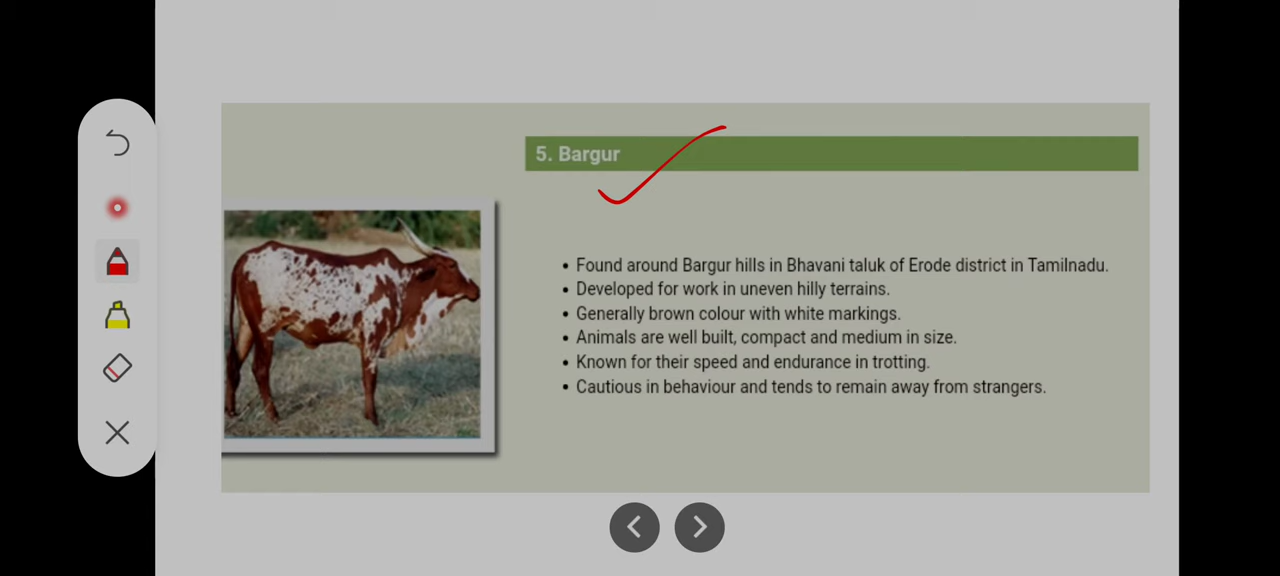 5. Bargur
• Found around Bargur hills in Bhavani taluk of Erode district in Tamilnadu.
• Developed for work in uneven hilly terrains.
• Generally brown colour with white markings.
• Animals are well built, compact and medium in size.
• Known for their speed and endurance in trotting.
• Cautious in behaviour and tends to remain away from strangers.